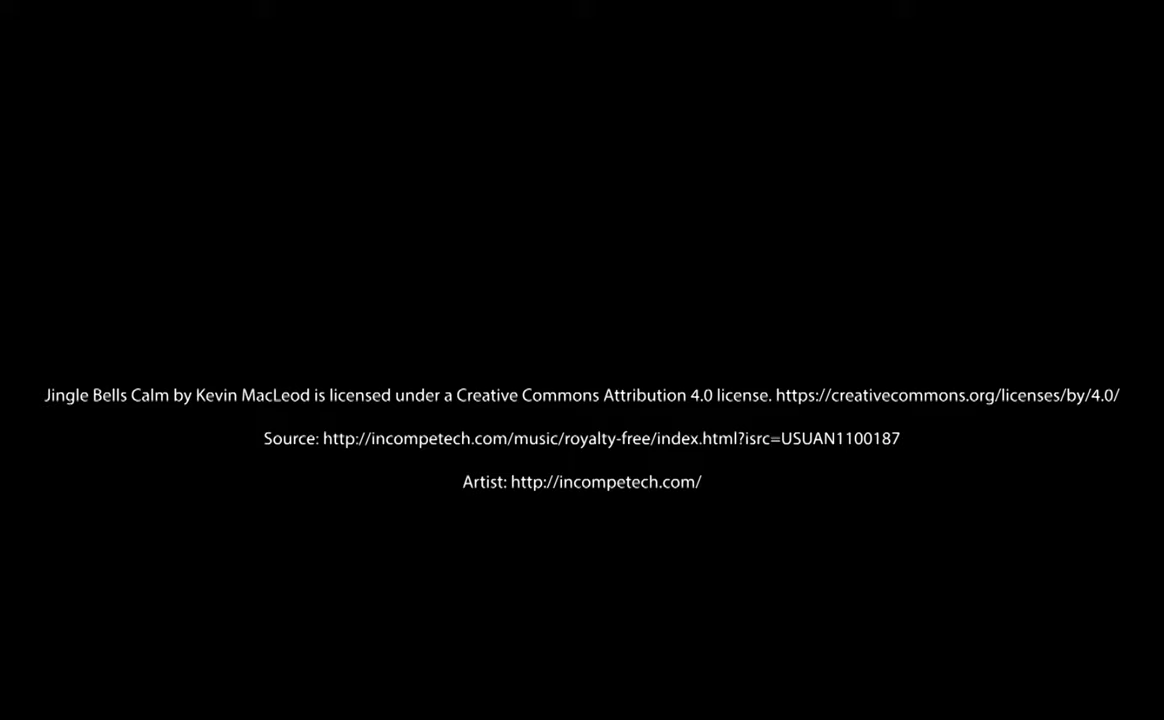 Jingle Bells Calm by Kevin MacLeod is licensed under a Creative Commons Attribution 4.0 license. https://creativecommons.org/licenses/by/4.0/
Source: http://incompetech.com/music/royalty-free/index.html?isrc=USUAN1100187
Artist: http://incompetech.com/